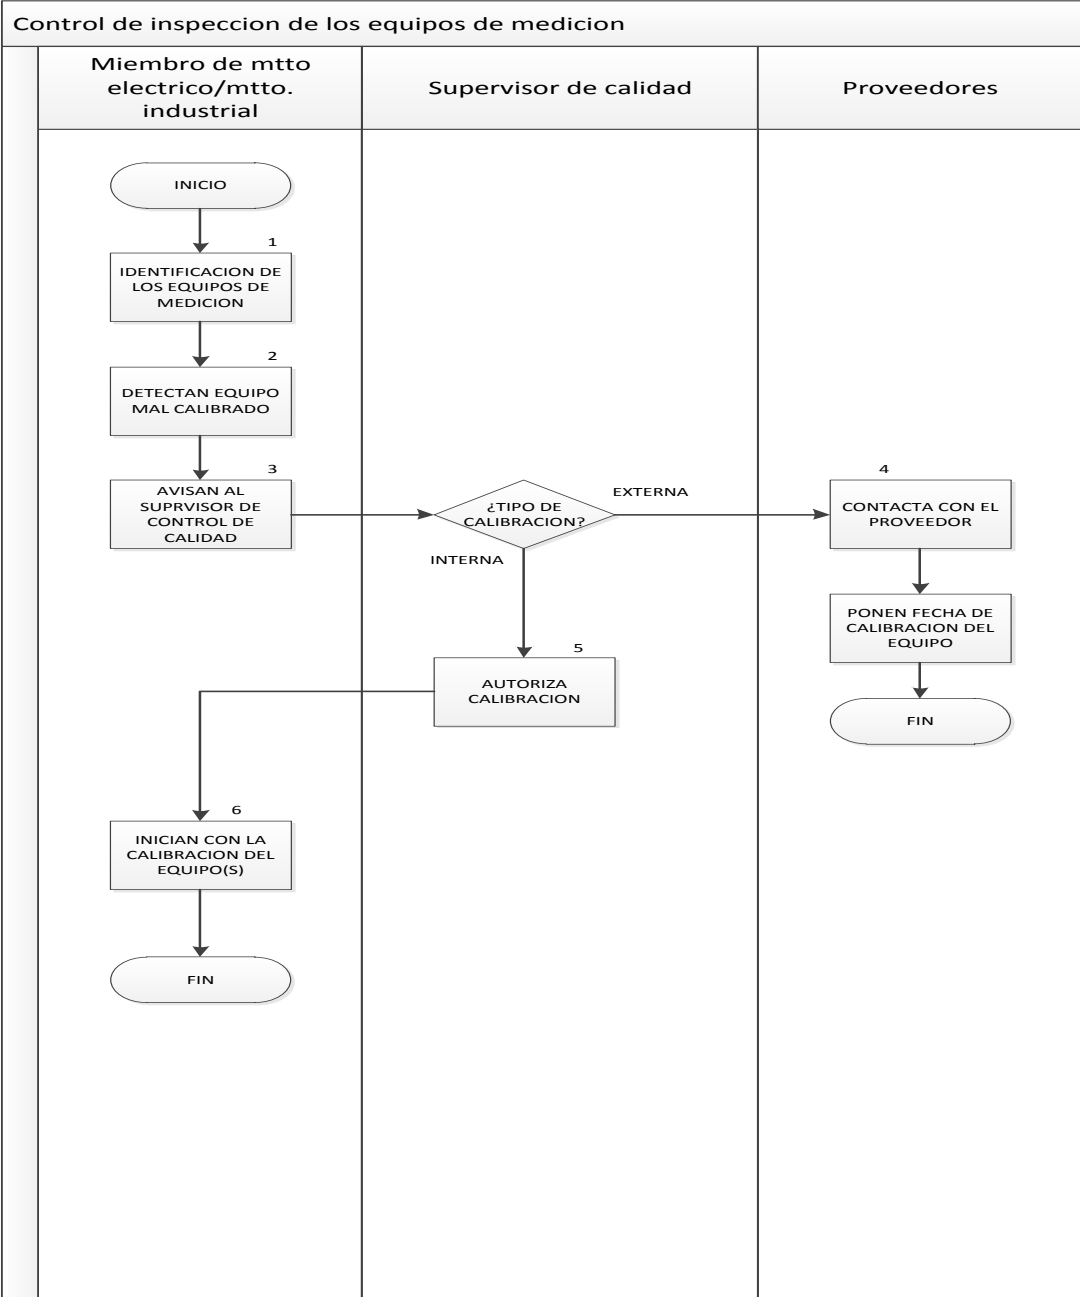 Control de inspeccion de los equipos de medicion
Miembro de mtto
electrico/mtto.
industrial
Supervisor de calidad
Proveedores
INICIO
1
IDENTIFICACION DE
LOS EQUIPOS DE
MEDICION
2
DETECTAN EQUIPO
MAL CALIBRADO
3
AVISAN AL
SUPRVISOR DE
CONTROL DE
CALIDAD
¿TIPO DE
CALIBRACION?
EXTERNA
INTERNA
4
CONTACTA CON EL
PROVEEDOR
PONEN FECHA DE
CALIBRACION DEL
EQUIPO
FIN
5
AUTORIZA
CALIBRACION
6
INICIAN CON LA
CALIBRACION DEL
EQUIPO(S)
FIN